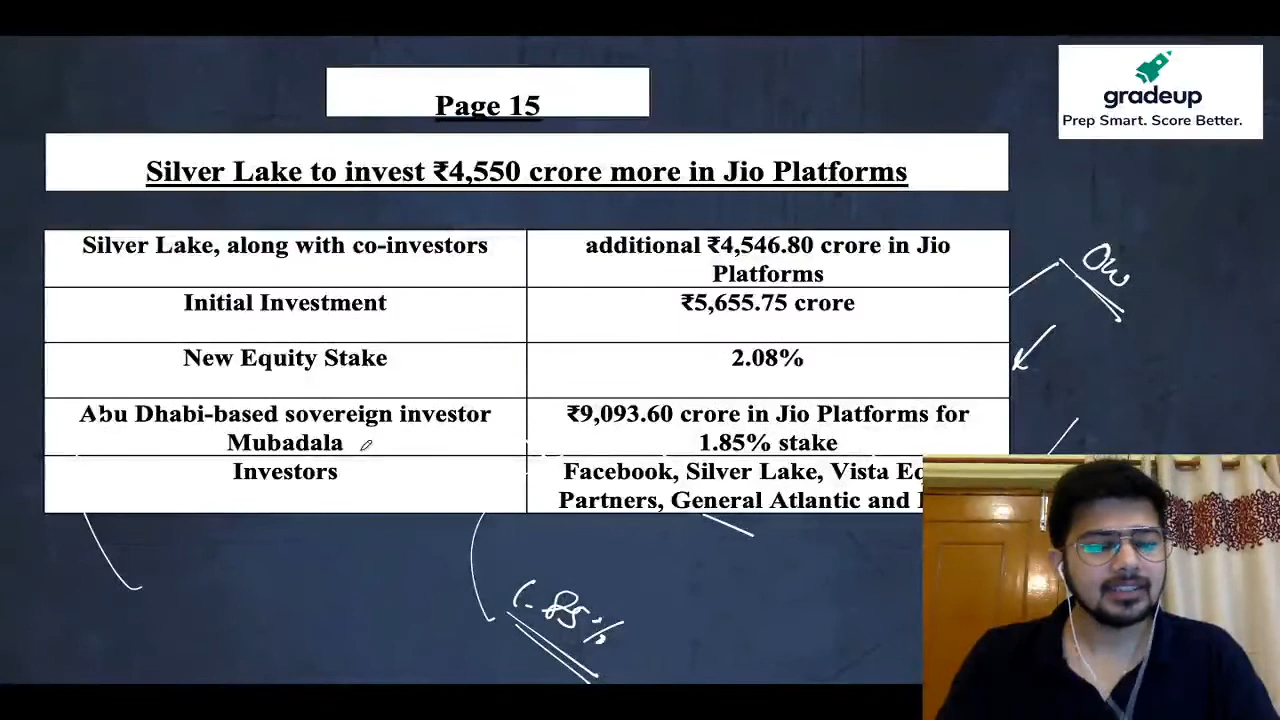 Page 15
gradeup
Prep Smart. Score Better.
Silver Lake to invest ₹4,550 crore more in Jio Platforms
Silver Lake, along with co-investors
additional ₹4,546.80 crore in Jio
Platforms
Initial Investment
₹5,655.75 crore
New Equity Stake
2.08%
Abu Dhabi-based sovereign investor
Mubadala
₹9,093.60 crore in Jio Platforms for
1.85% stake
Investors
Facebook, Silver Lake, Vista
Partners, General Atlantic and